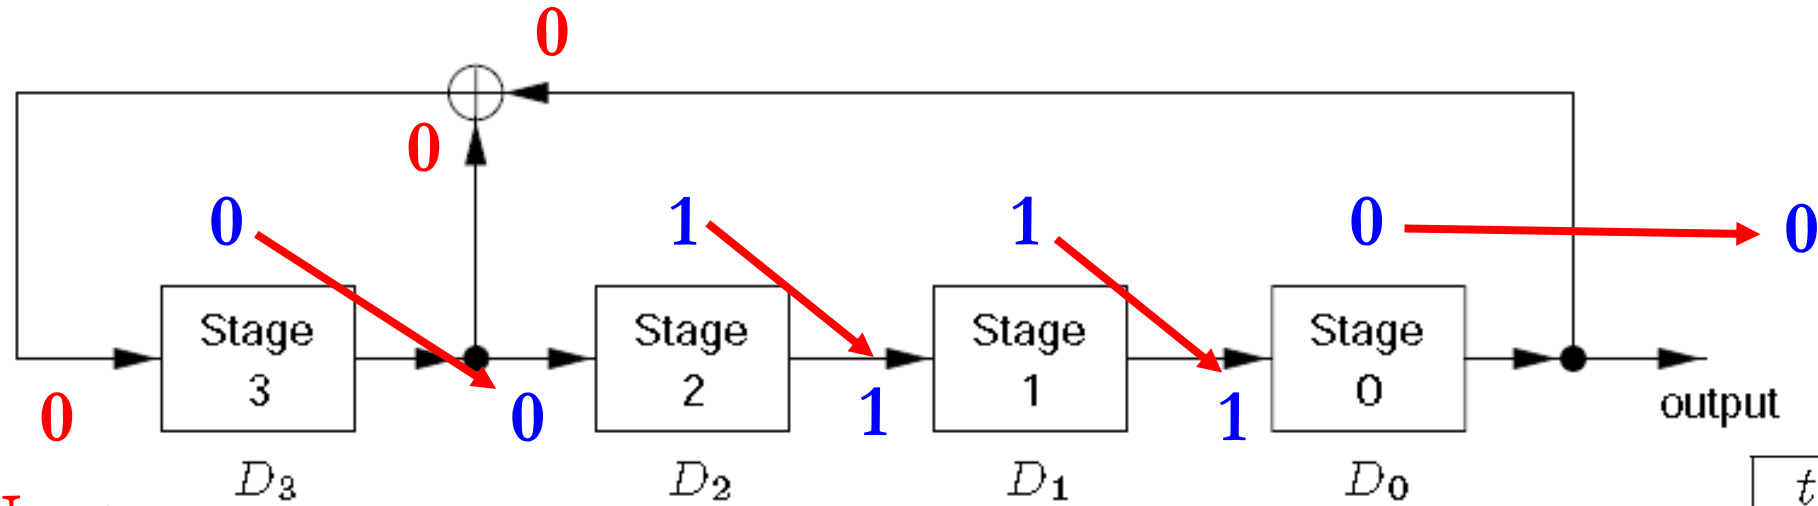 0
0
0 1 1 0 0
Stage 3 Stage 2 Stage 1 Stage 0
0 0 1 1 output
D₃ D₂ D₁ D₀ t